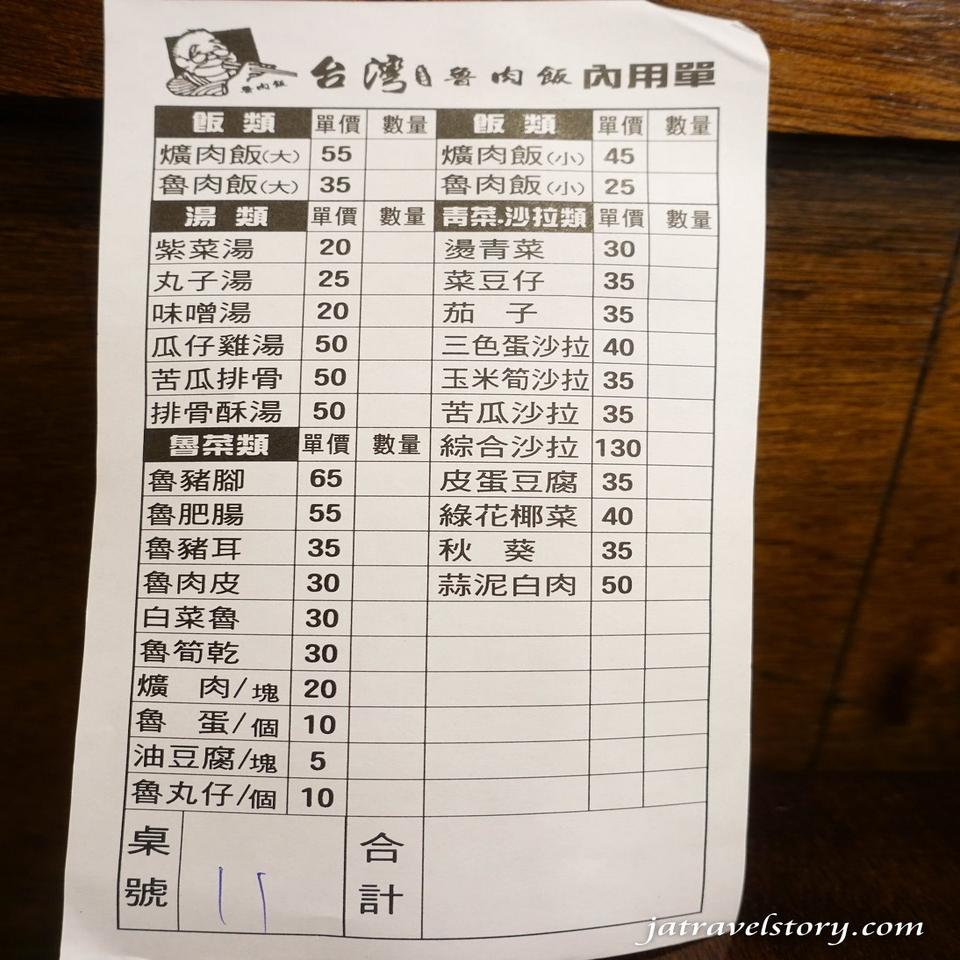 魯肉飯
台灣魯肉飯內用單
飯類 單價 數量 飯類 單價 數量
爌肉飯(大) 55 爌肉飯(小) 45
魯肉飯(大) 35 魯肉飯(小) 25
湯類 單價 數量 青菜.沙拉類 單價 數量
紫菜湯 20 燙青菜 30
丸子湯 25 菜豆仔 35
味噌湯 20 茄子 35
瓜仔雞湯 50 三色蛋沙拉 40
苦瓜排骨 50 玉米筍沙拉 35
排骨酥湯 50 苦瓜沙拉 35
魯菜類 單價 數量 綜合沙拉 130
魯豬腳 65 皮蛋豆腐 35
魯肥腸 55 綠花椰菜 40
魯豬耳 35 秋葵 35
魯肉皮 30 蒜泥白肉 50
白菜魯 30
魯筍乾 30
爌肉/塊 20
魯蛋/個 10
油豆腐/塊 5
魯丸仔/個 10
桌號 11 合計
jatravelstory.com